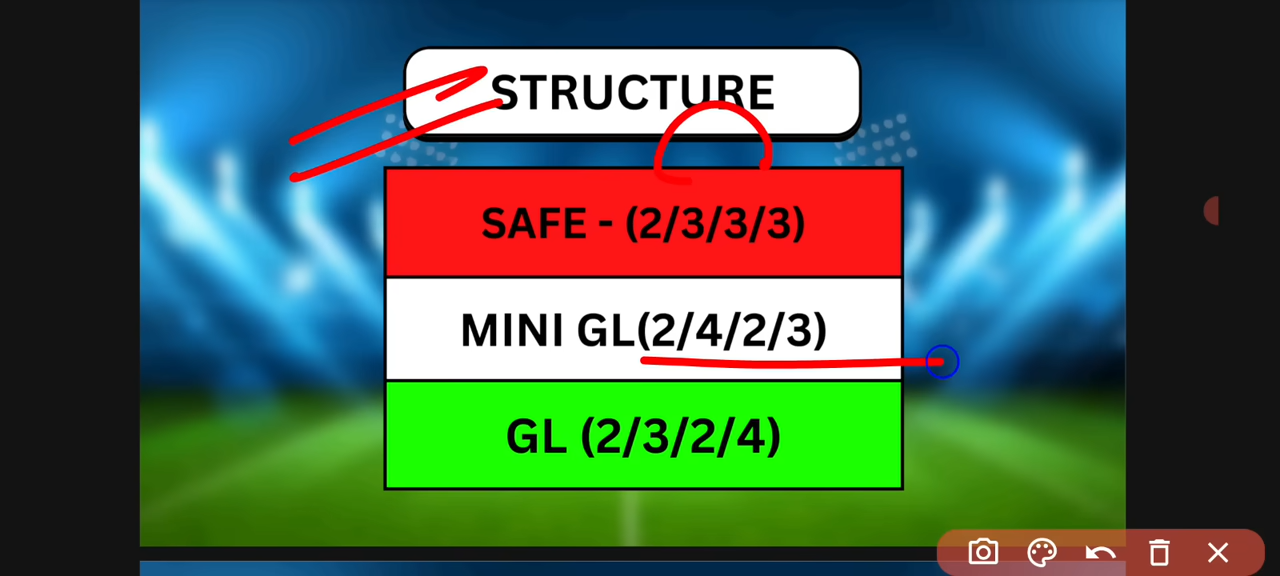 STRUCTURE
SAFE - (2/3/3/3)
MINI GL(2/4/2/3)
GL (2/3/2/4)